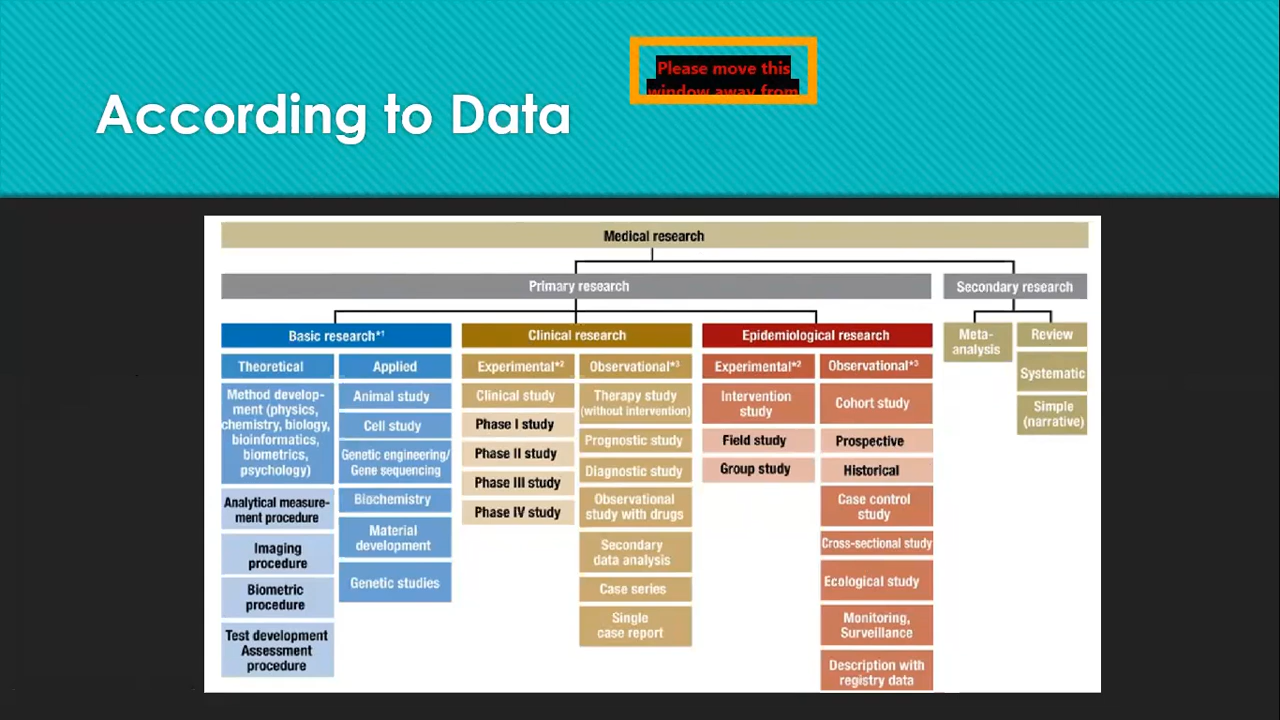 According to Data
Please move this
window away from
Medical research
Primary research
Secondary research
Basic research*1
Clinical research
Epidemiological research
Meta-
analysis
Review
Systematic
Simple
(narrative)
Theoretical
Method develop-
ment (physics,
chemistry, biology,
bioinformatics,
biometrics,
psychology)
Analytical measure-
ment procedure
Imaging
procedure
Biometric
procedure
Test development
Assessment
procedure
Applied
Animal study
Cell study
Genetic engineering/
Gene sequencing
Biochemistry
Material
development
Genetic studies
Experimental*2
Clinical study
Phase I study
Phase II study
Phase III study
Phase IV study
Observational*3
Therapy study
(without intervention)
Prognostic study
Diagnostic study
Observational
study with drugs
Secondary
data analysis
Case series
Single
case report
Experimental*2
Intervention
study
Field study
Group study
Observational*3
Cohort study
Prospective
Historical
Case control
study
Cross-sectional study
Ecological study
Monitoring,
Surveillance
Description with
registry data